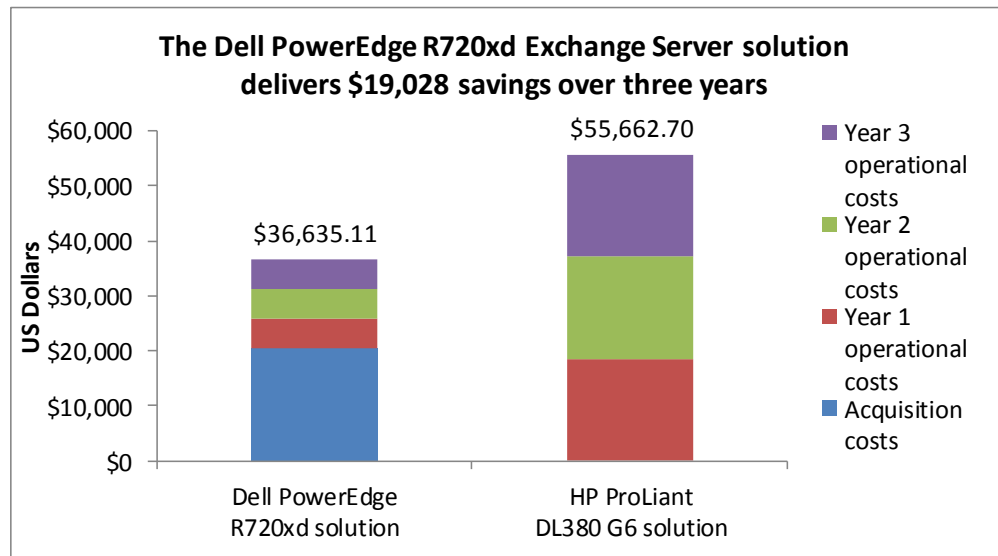 The Dell PowerEdge R720xd Exchange Server solution
delivers $19,028 savings over three years
US Dollars
$60,000
$50,000
$40,000
$30,000
$20,000
$10,000
$0
$36,635.11
$55,662.70
Dell PowerEdge
R720xd solution
HP ProLiant
DL380 G6 solution
Year 3
operational
costs
Year 2
operational
costs
Year 1
operational
costs
Acquisition
costs